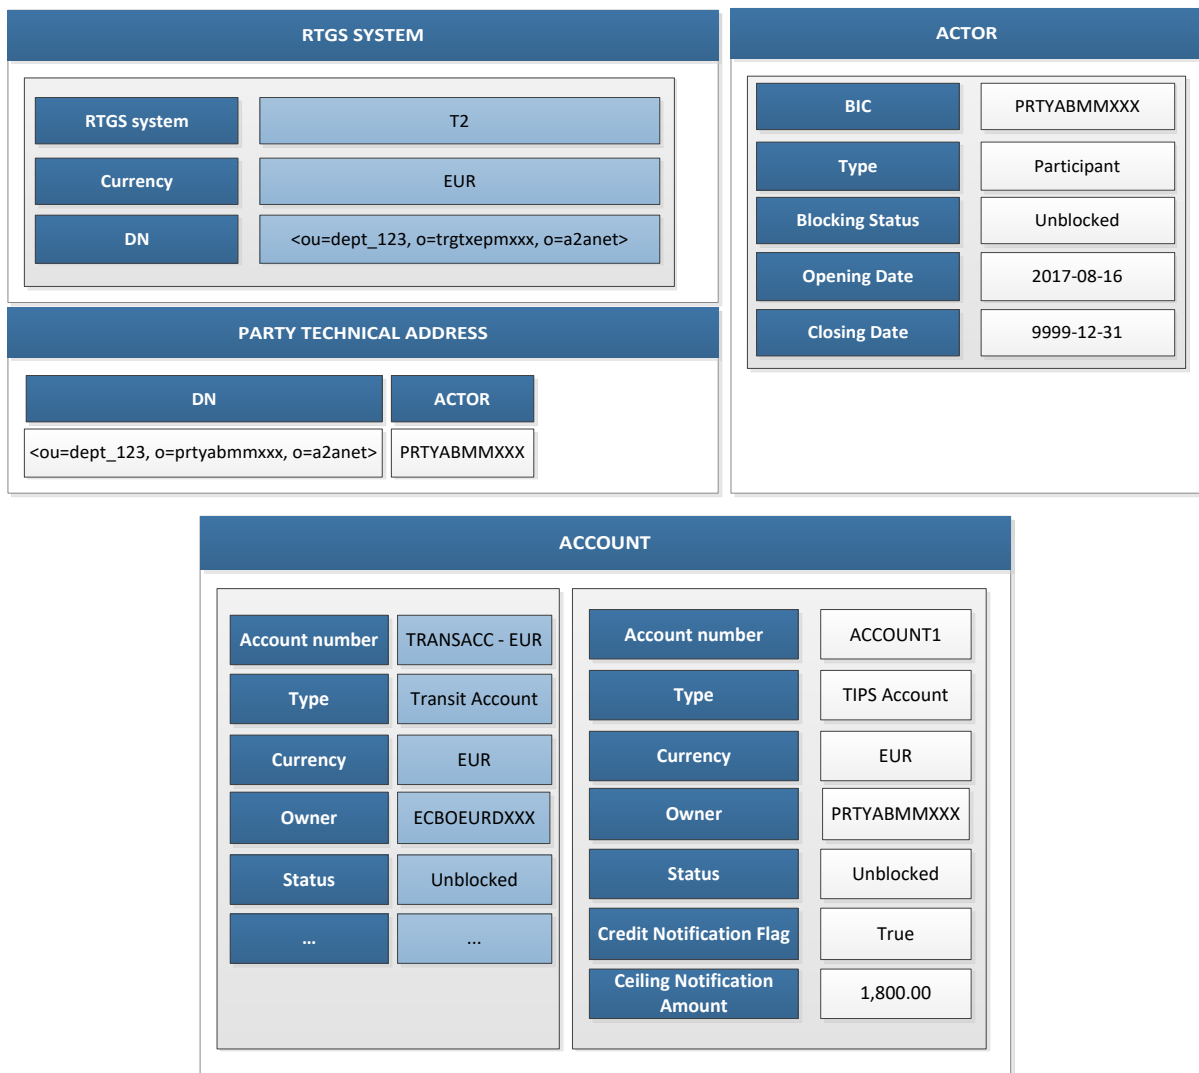 RTGS SYSTEM
RTGS system T2
Currency EUR
DN <ou=dept_123, o=trgtxepmxxx, o=a2anet>
ACTOR
BIC PRTYABMMXXX
Type Participant
Blocking Status Unblocked
Opening Date 2017-08-16
Closing Date 9999-12-31
PARTY TECHNICAL ADDRESS
DN ACTOR
<ou=dept_123, o=prtyabmmxxx, o=a2anet> PRTYABMMXXX
ACCOUNT
Account number TRANSACC - EUR
Type Transit Account
Currency EUR
Owner ECBOEURDXXX
Status Unblocked
... ...
Account number ACCOUNT1
Type TIPS Account
Currency EUR
Owner PRTYABMMXXX
Status Unblocked
Credit Notification Flag True
Ceiling Notification
Amount 1,800.00